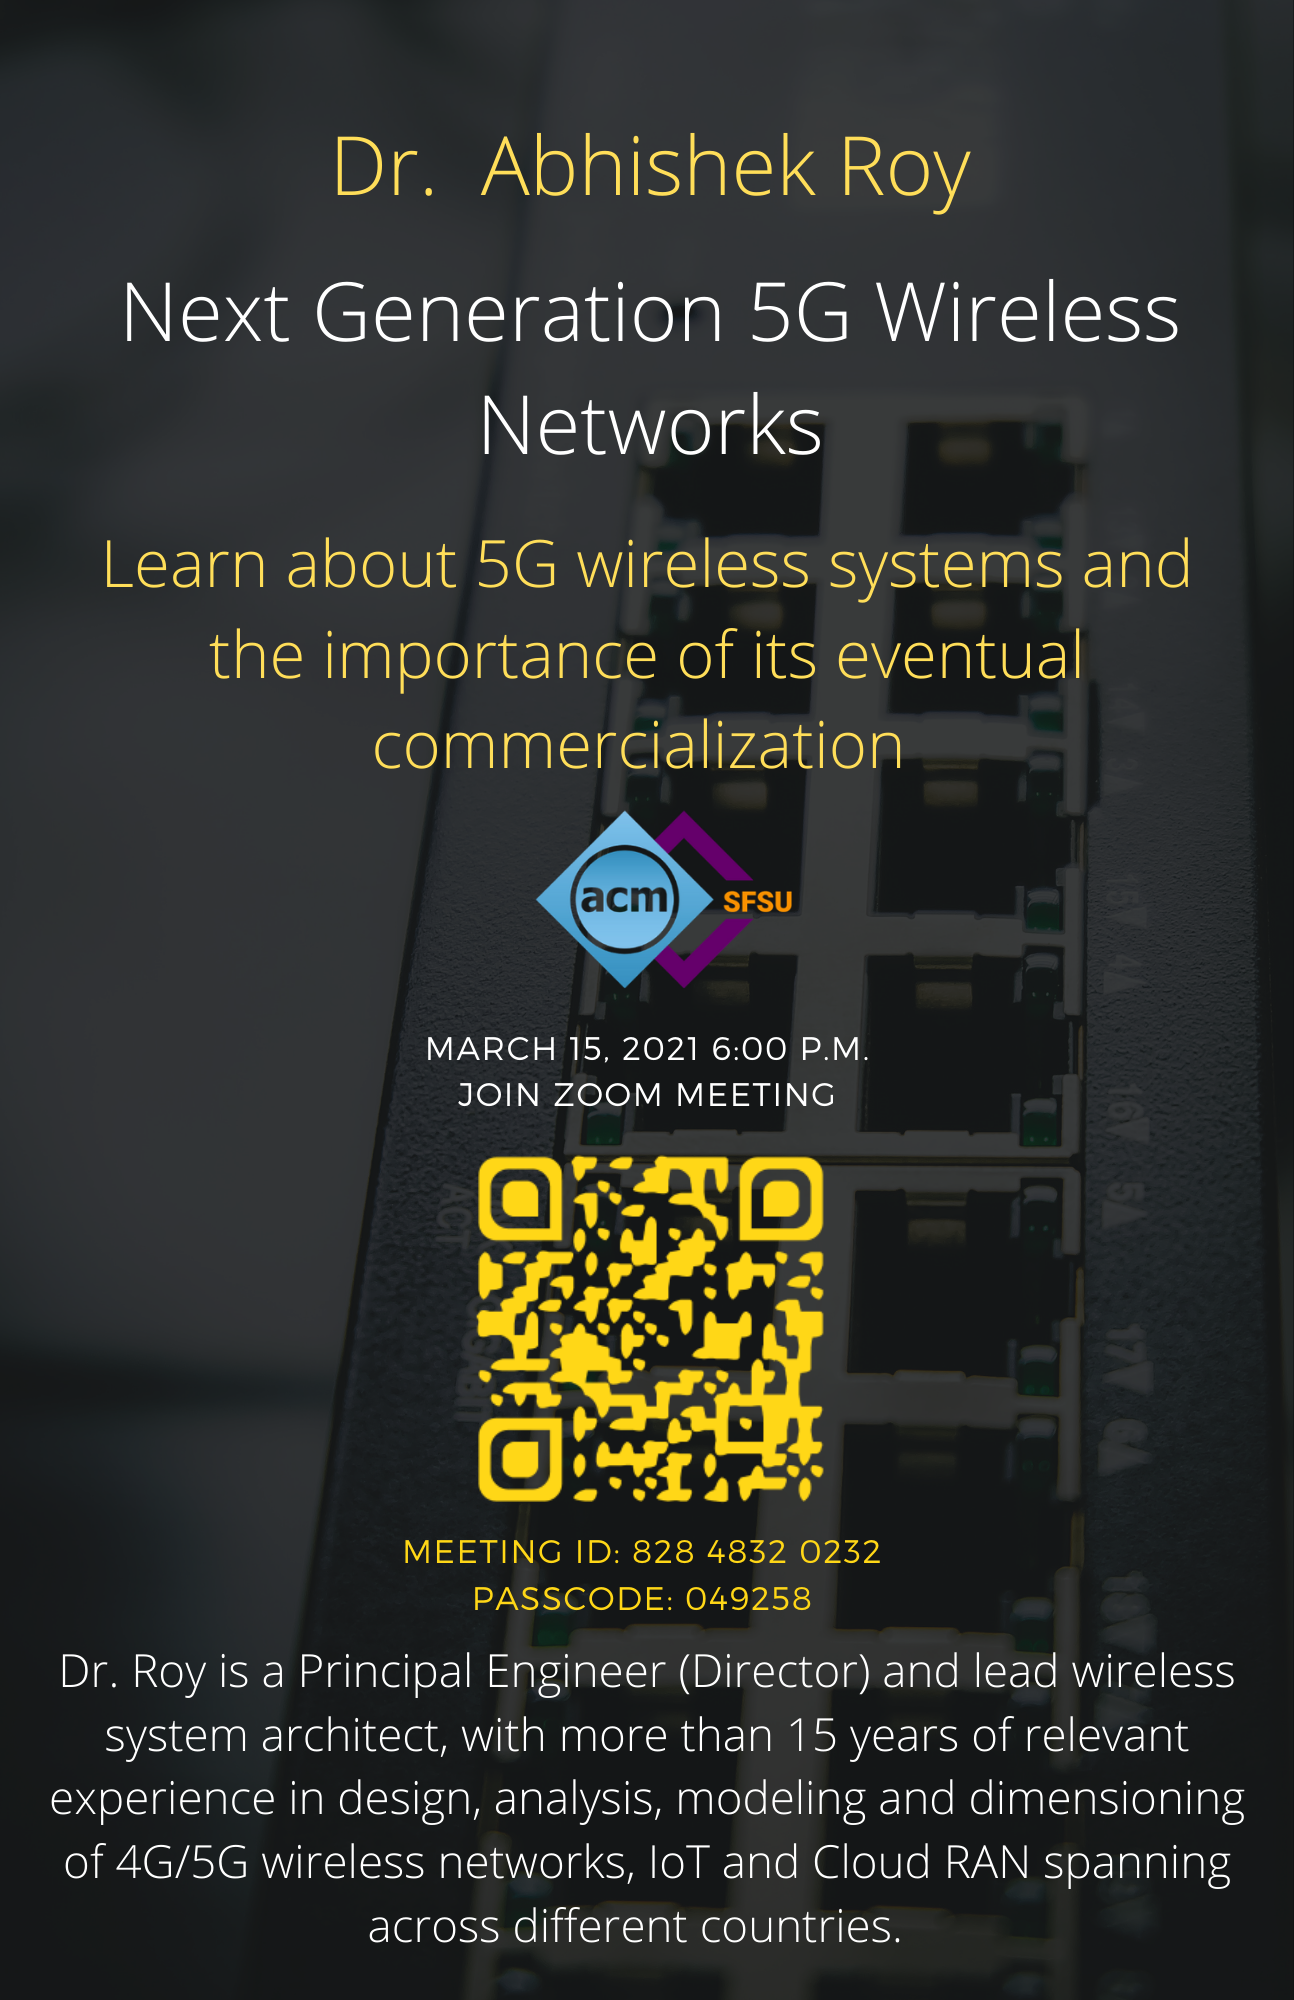 Dr. Abhishek Roy
Next Generation 5G Wireless
Networks
Learn about 5G wireless systems and
the importance of its eventual
commercialization
acm
SFSU
MARCH 15, 2021 6:00 P.M.
JOIN ZOOM MEETING
ACT
MEETING ID: 828 4832 0232
PASSCODE: 049258
Dr. Roy is a Principal Engineer (Director) and lead wireless
system architect, with more than 15 years of relevant
experience in design, analysis, modeling and dimensioning
of 4G/5G wireless networks, IoT and Cloud RAN spanning
across different countries.